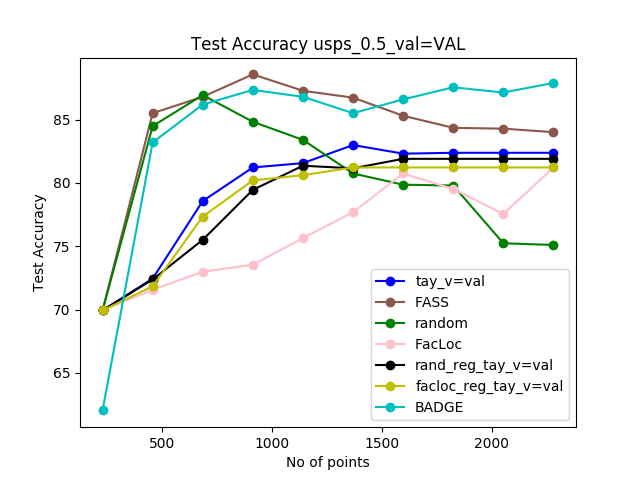 Test Accuracy usps_0.5_val=VAL
Test Accuracy
85
80
75
70
65
500
1000
1500
2000
No of points
tay_v=val
FASS
random
FacLoc
rand_reg_tay_v=val
facloc_reg_tay_v=val
BADGE